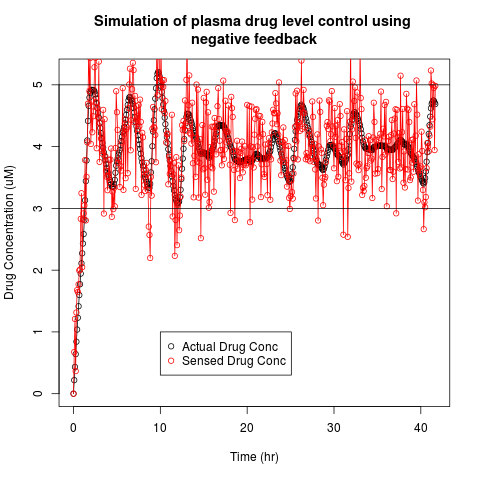 Simulation of plasma drug level control using
negative feedback
Drug Concentration (uM)
5
4
3
2
1
0
Actual Drug Conc
Sensed Drug Conc
0 10 20 30 40
Time (hr)